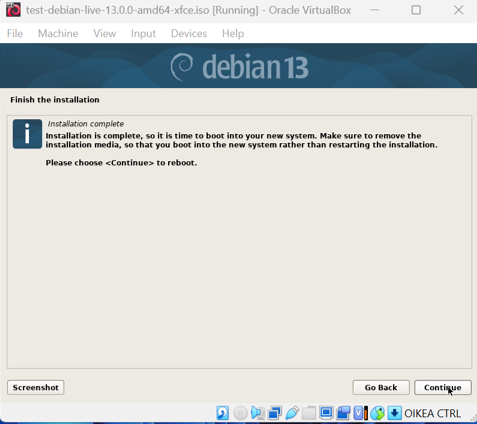 test-debian-live-13.0.0-amd64-xfce.iso [Running] - Oracle VirtualBox
File Machine View Input Devices Help
debian 13
Finish the installation
Installation complete
Installation is complete, so it is time to boot into your new system. Make sure to remove the
installation media, so that you boot into the new system rather than restarting the installation.
Please choose <Continue> to reboot.
Screenshot Go Back Continue
OIKEA CTRL